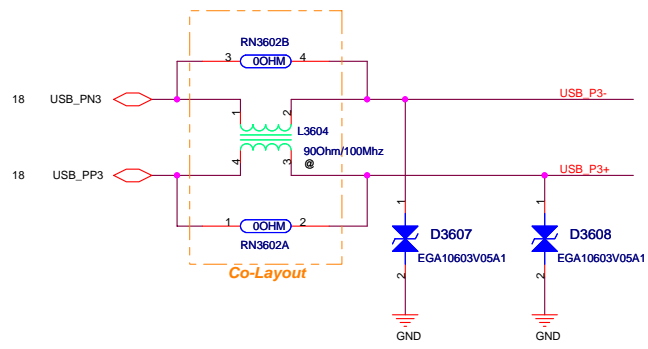 RN3602B
3 0OHM 4
18 USB_PN3 USB_P3-
1 2
L3604
90Ohm/100Mhz
@
4 3
18 USB_PP3 USB_P3+
1 0OHM 2
RN3602A
Co-Layout
1 1
D3607 D3608
EGA10603V05A1 EGA10603V05A1
2 2
GND GND